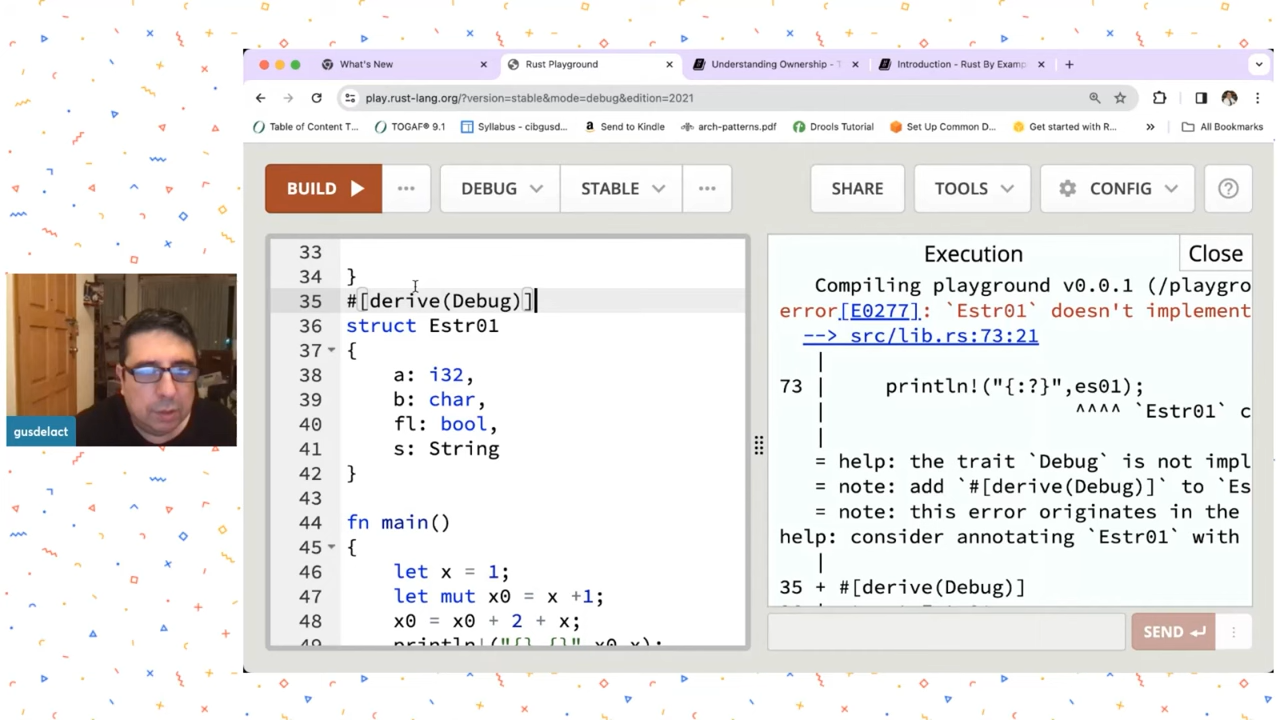 What's New
Rust Playground
Understanding Ownership - T
Introduction - Rust By Examp
play.rust-lang.org/?version=stable&mode=debug&edition=2021
Table of Content T...
TOGAF® 9.1
Syllabus - cibgusd...
Send to Kindle
arch-patterns.pdf
Drools Tutorial
Set Up Common D...
Get started with R...
All Bookmarks
BUILD
DEBUG
STABLE
SHARE
TOOLS
CONFIG
33
34 }
35 #[derive(Debug)]
36 struct Estr01
37 {
38 a: i32,
39 b: char,
40 fl: bool,
41 s: String
42 }
43
44 fn main()
45 {
46 let x = 1;
47 let mut x0 = x +1;
48 x0 = x0 + 2 + x;
49 println!("{} {}",x0,x);
Execution
Close
Compiling playground v0.0.1 (/playgro
error[E0277]: `Estr01` doesn't implement
--> src/lib.rs:73:21
|
73 | println!("{:?}",es01);
| ^^^^ `Estr01` c
|
= help: the trait `Debug` is not impl
= note: add `#[derive(Debug)]` to `Es
= note: this error originates in the
help: consider annotating `Estr01` with
|
35 + #[derive(Debug)]
SEND
gusdelact